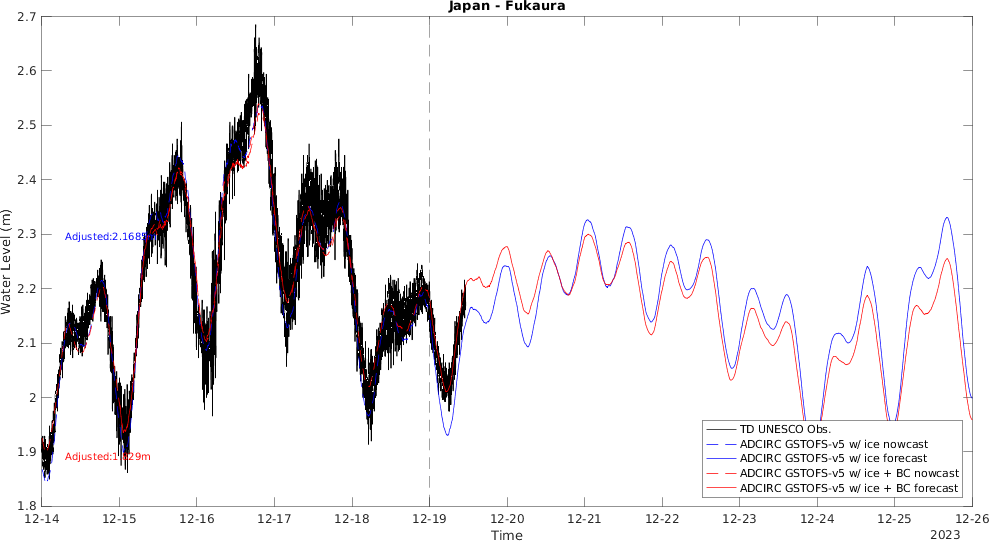 Japan - Fukaura
2.7
2.6
2.5
2.4
2.3
2.2
2.1
2
1.9
1.8
Water Level (m)
Adjusted:2.168
Adjusted:1. 29m
TD UNESCO Obs.
ADCIRC GSTOFS-v5 w/ ice nowcast
ADCIRC GSTOFS-v5 w/ ice forecast
ADCIRC GSTOFS-v5 w/ ice + BC nowcast
ADCIRC GSTOFS-v5 w/ ice + BC forecast
12-14 12-15 12-16 12-17 12-18 12-19 12-20 12-21 12-22 12-23 12-24 12-25 12-26
Time
2023